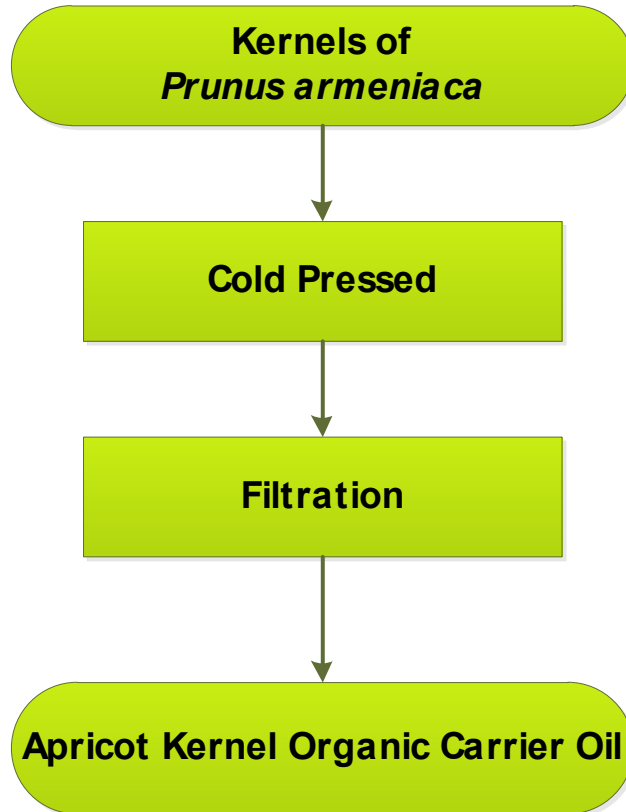 Kernels of
Prunus armeniaca
Cold Pressed
Filtration
Apricot Kernel Organic Carrier Oil